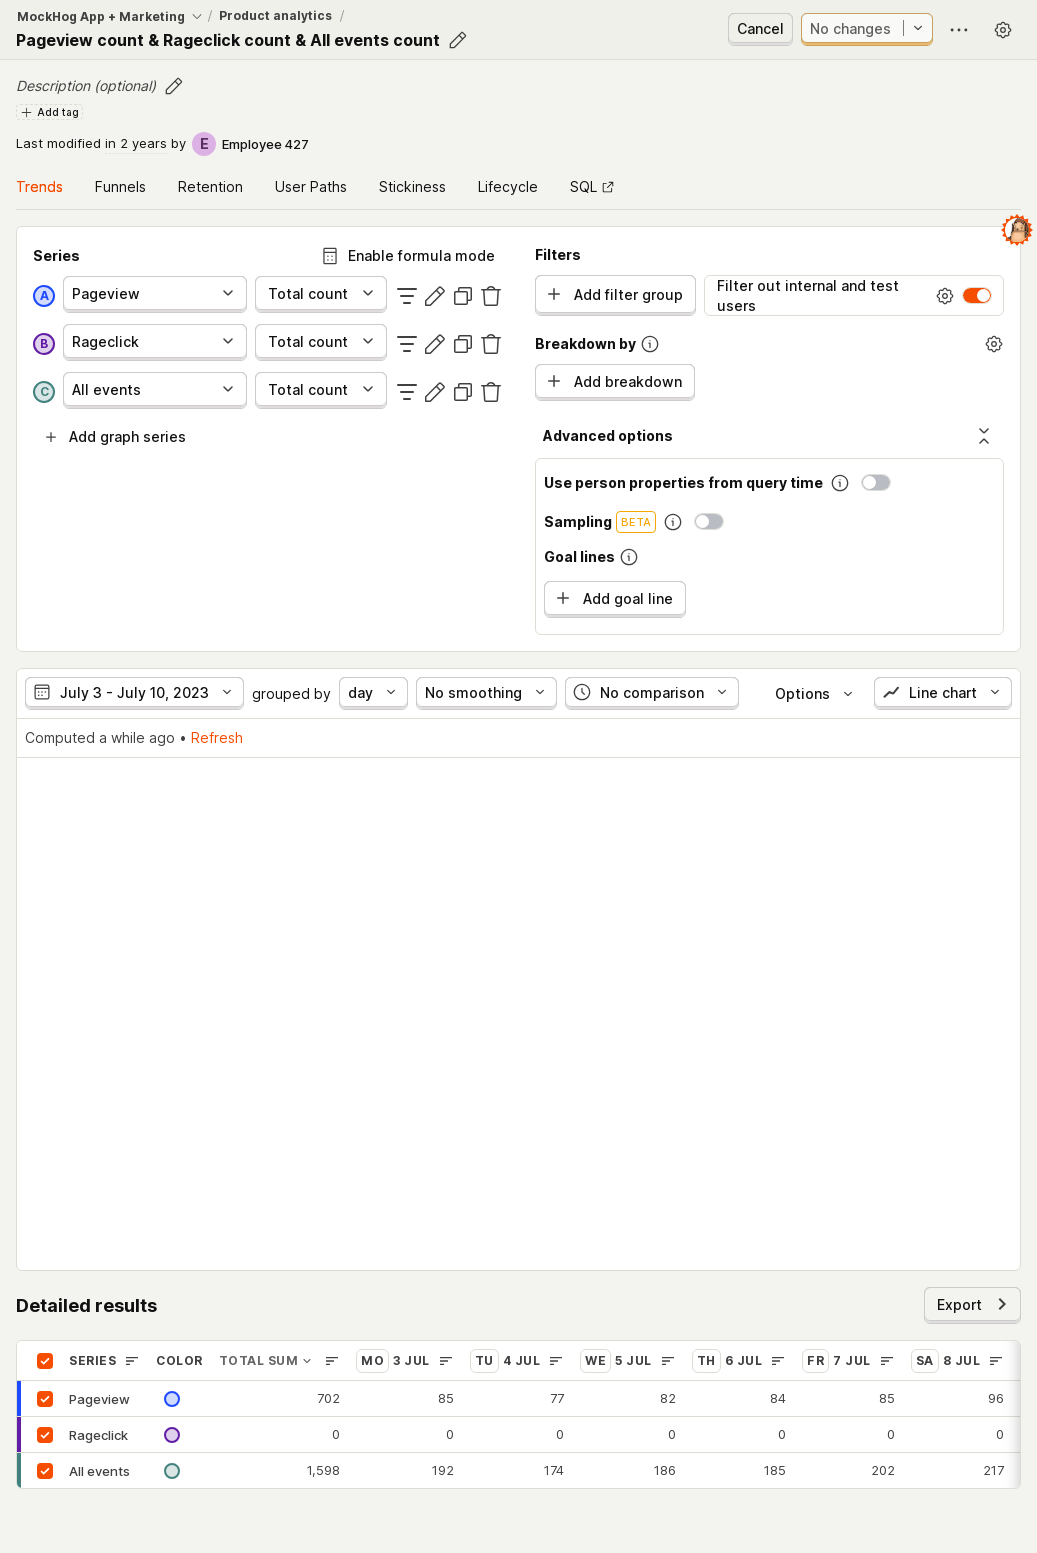 MockHog App + Marketing / Product analytics /
Pageview count & Rageclick count & All events count
Cancel
No changes
Description (optional)
Add tag
Last modified in 2 years by E Employee 427
Trends Funnels Retention User Paths Stickiness Lifecycle SQL
Series
Enable formula mode
A Pageview Total count
B Rageclick Total count
C All events Total count
Add graph series
Filters
Add filter group
Filter out internal and test
users
Breakdown by
Add breakdown
Advanced options
Use person properties from query time
Sampling BETA
Goal lines
Add goal line
July 3 - July 10, 2023 grouped by day No smoothing No comparison Options Line chart
Computed a while ago • Refresh
Detailed results
Export
SERIES COLOR TOTAL SUM MO 3 JUL TU 4 JUL WE 5 JUL TH 6 JUL FR 7 JUL SA 8 JUL
Pageview 702 85 77 82 84 85 96
Rageclick 0 0 0 0 0 0 0
All events 1,598 192 174 186 185 202 217